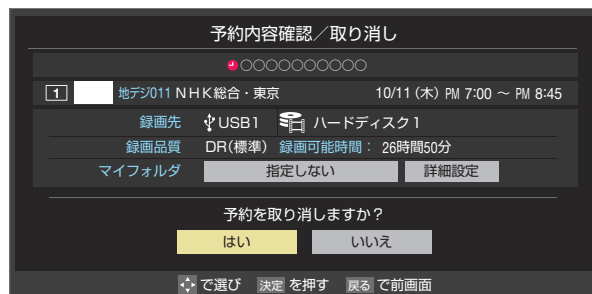 予約内容確認／取り消し
○○○○○○○○○○
1 地デジ011 ＮＨＫ総合・東京 10/11 (木) PM 7:00 ～ PM 8:45
録画先 USB1 ハードディスク1
録画品質 DR(標準) 録画可能時間： 26時間50分
マイフォルダ 指定しない 詳細設定
予約を取り消しますか？
はい いいえ
で選び 決定 を押す 戻る で前画面